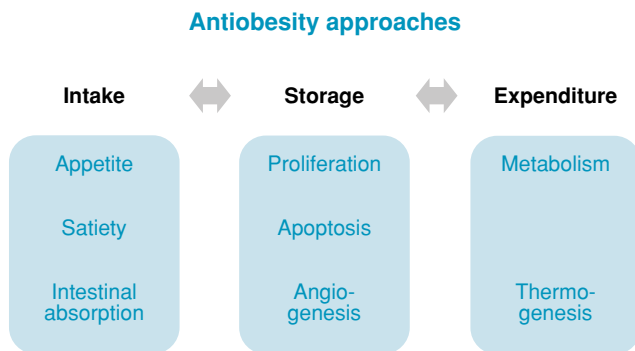 Antiobesity approaches
Intake
Storage
Expenditure
Appetite
Proliferation
Metabolism
Satiety
Apoptosis
Intestinal
absorption
Angio-
genesis
Thermo-
genesis